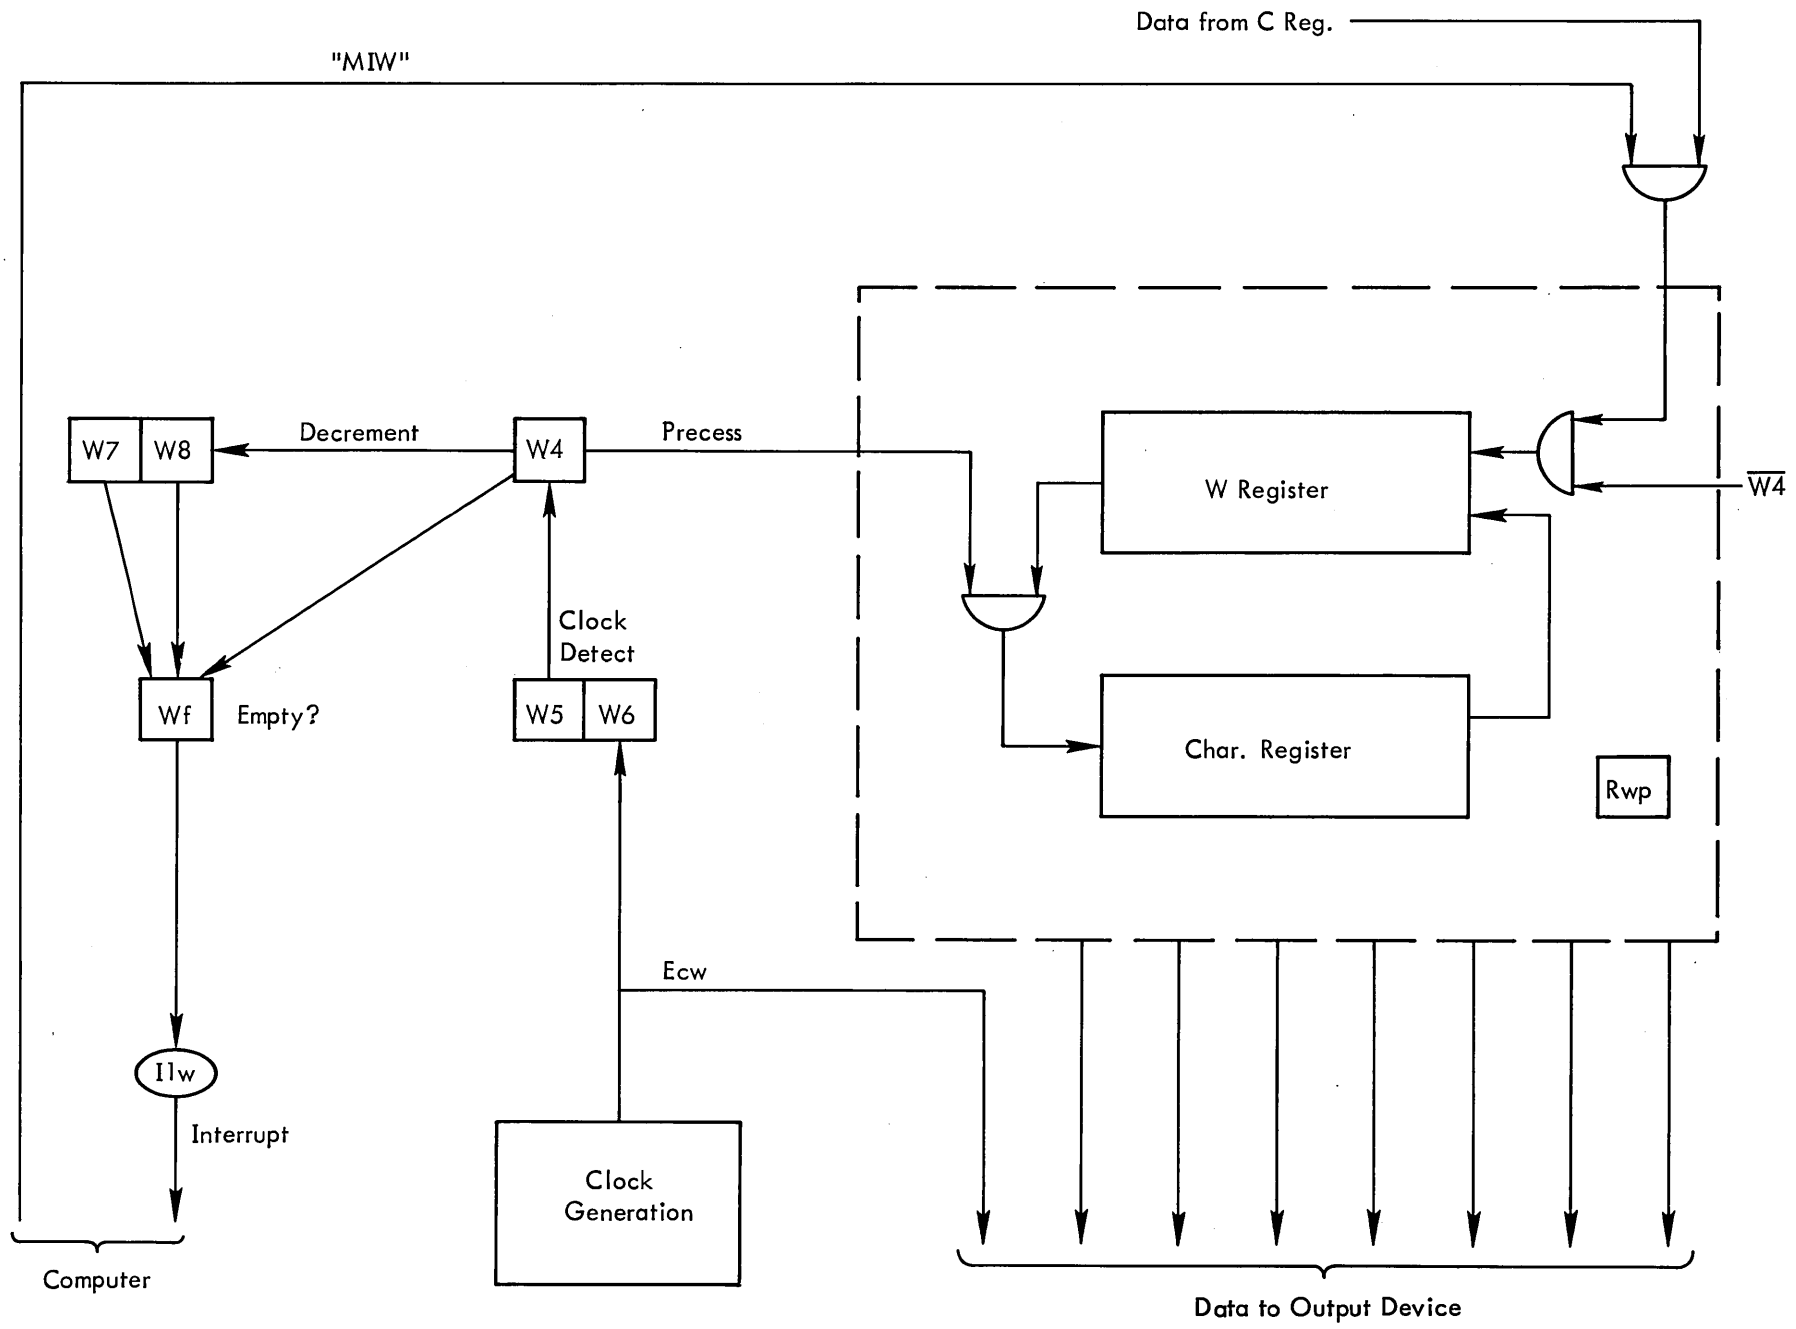 Data from C Reg.
"MIW"
W7
W8
Decrement
W4
Precess
W Register
W4
Clock
Detect
Wf
Empty?
W5
W6
Char. Register
Rwp
Ecw
I1w
Interrupt
Clock
Generation
Computer
Data to Output Device